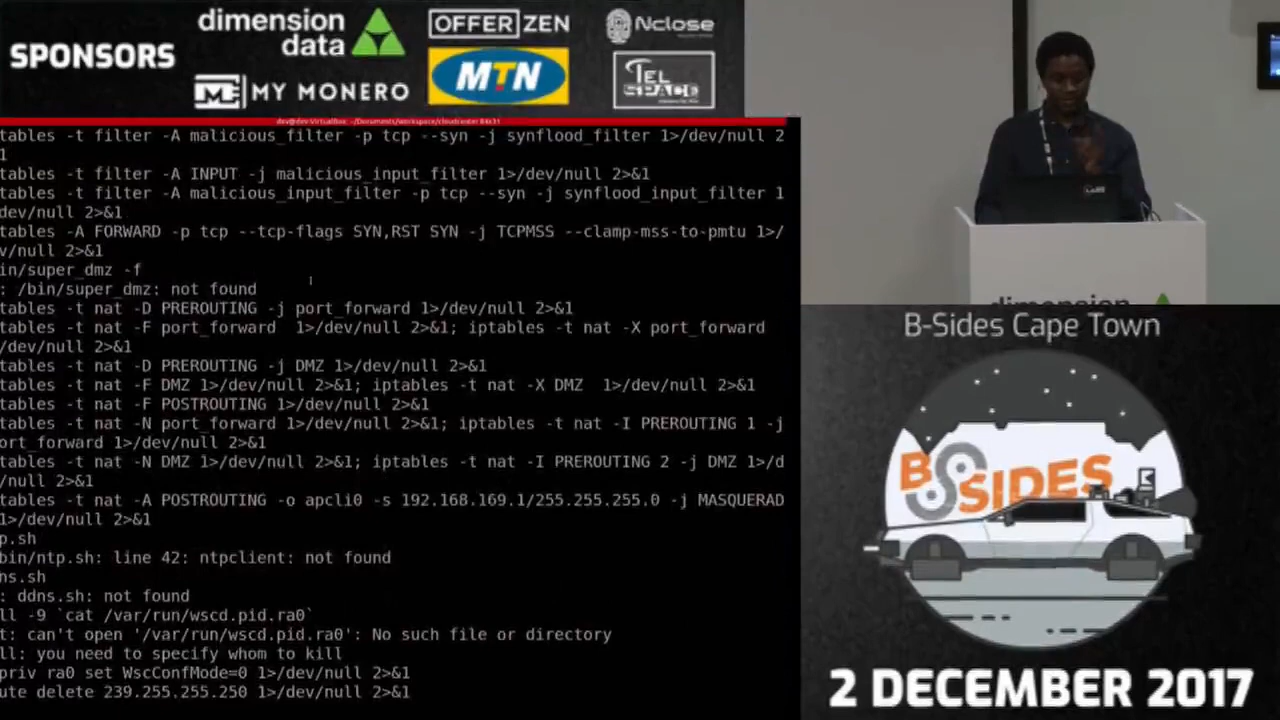 SPONSORS
dimension
data
MY MONERO
OFFERZEN
MTN
Nclose
TEL
SPACE
dev@dev-VirtualBox: ~/Documents/workspace/
tables -t filter -A malicious_filter -p tcp --syn -j synflood_filter 1>/dev/null 2
1
tables -t filter -A INPUT -j malicious_input_filter 1>/dev/null 2>&1
tables -t filter -A malicious_input_filter -p tcp --syn -j synflood_input_filter 1
dev/null 2>&1
tables -A FORWARD -p tcp --tcp-flags SYN,RST SYN -j TCPMSS --clamp-mss-to-pmtu 1>/
v/null 2>&1
in/super_dmz -f
: /bin/super_dmz: not found
tables -t nat -D PREROUTING -j port_forward 1>/dev/null 2>&1
tables -t nat -F port_forward  1>/dev/null 2>&1; iptables -t nat -X port_forward
/dev/null 2>&1
tables -t nat -D PREROUTING -j DMZ 1>/dev/null 2>&1
tables -t nat -F DMZ 1>/dev/null 2>&1; iptables -t nat -X DMZ  1>/dev/null 2>&1
tables -t nat -F POSTROUTING 1>/dev/null 2>&1
tables -t nat -N port_forward 1>/dev/null 2>&1; iptables -t nat -I PREROUTING 1 -j
ort_forward 1>/dev/null 2>&1
tables -t nat -N DMZ 1>/dev/null 2>&1; iptables -t nat -I PREROUTING 2 -j DMZ 1>/d
/null 2>&1
tables -t nat -A POSTROUTING -o apcli0 -s 192.168.169.1/255.255.255.0 -j MASQUERAD
1>/dev/null 2>&1
p.sh
bin/ntp.sh: line 42: ntpclient: not found
ns.sh
: ddns.sh: not found
ll -9 `cat /var/run/wscd.pid.ra0`
t: can't open '/var/run/wscd.pid.ra0': No such file or directory
ll: you need to specify whom to kill
priv ra0 set WscConfMode=0 1>/dev/null 2>&1
ute delete 239.255.255.250 1>/dev/null 2>&1
dimension
B-Sides Cape Town
BSIDES
2 DECEMBER 2017